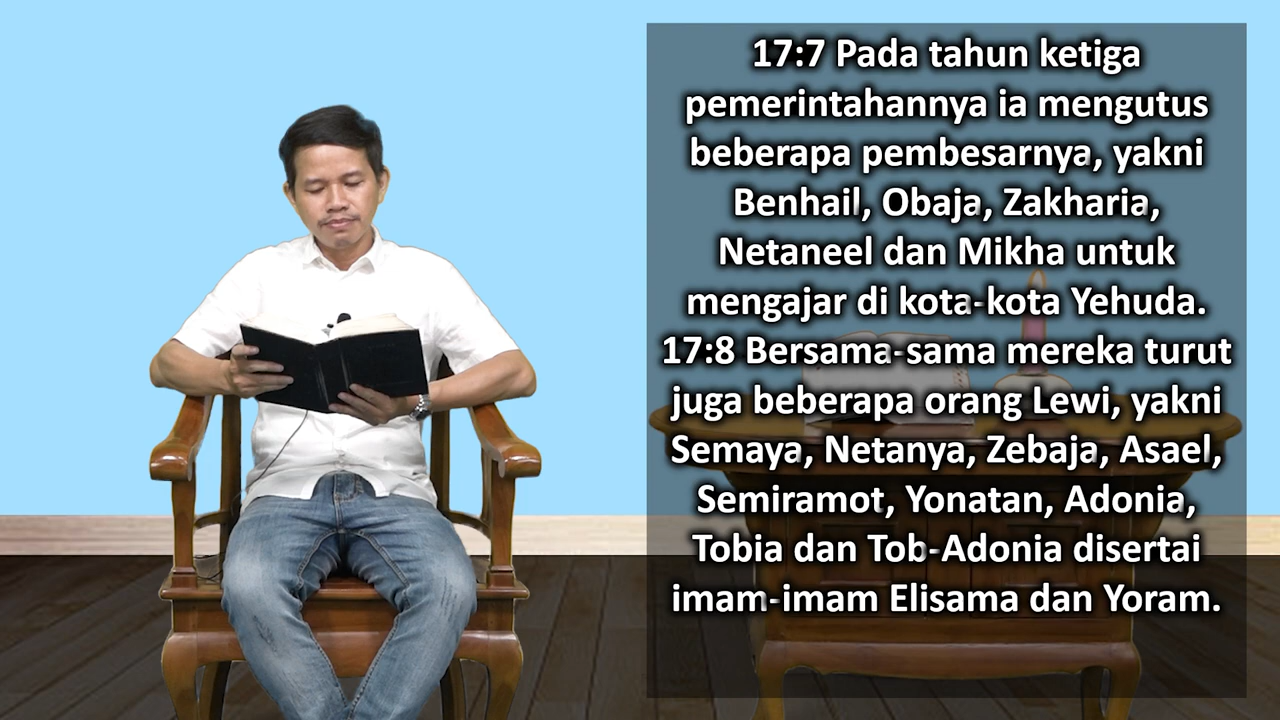 17:7 Pada tahun ketiga
pemerintahannya ia mengutus
beberapa pembesarnya, yakni
Benhail, Obaja, Zakharia,
Netaneel dan Mikha untuk
mengajar di kota-kota Yehuda.
17:8 Bersama-sama mereka turut
juga beberapa orang Lewi, yakni
Semaya, Netanya, Zebaja, Asael,
Semiramot, Yonatan, Adonia,
Tobia dan Tob-Adonia disertai
imam-imam Elisama dan Yoram.